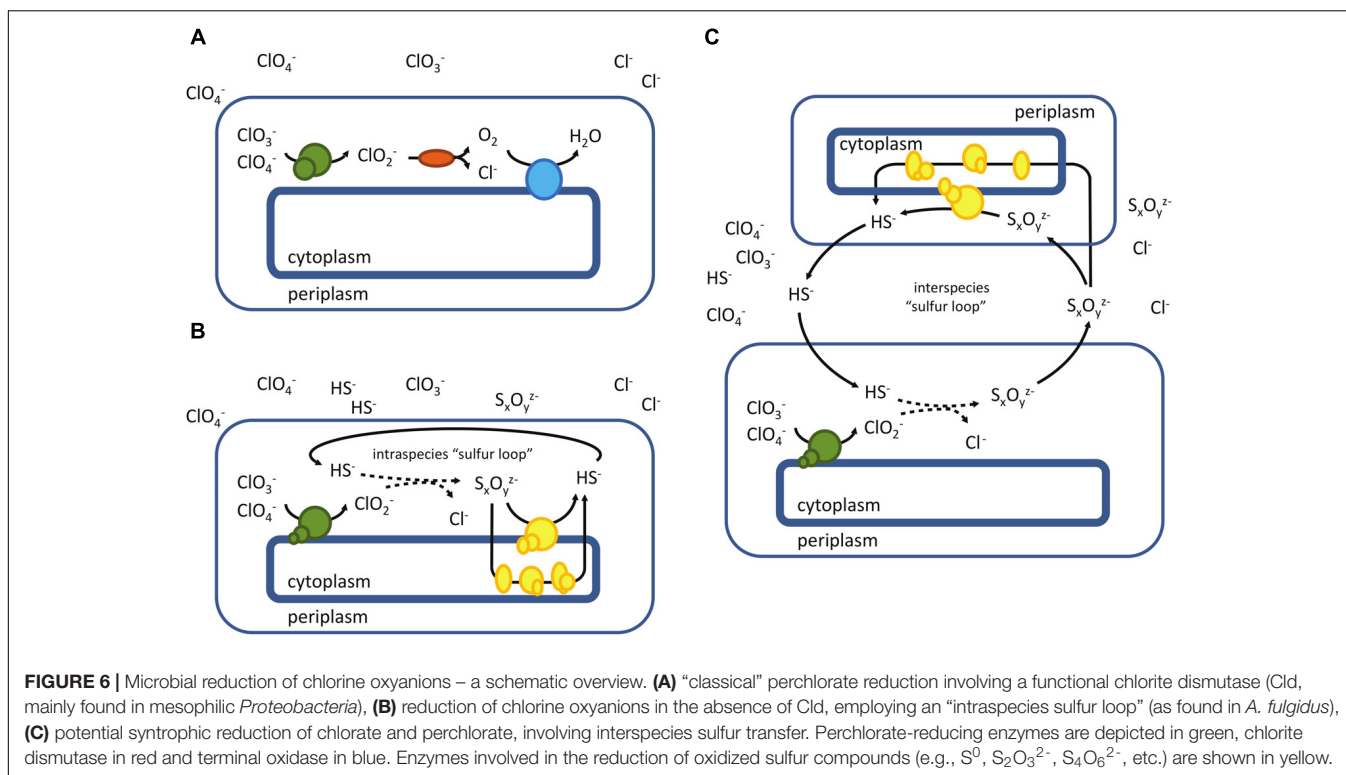 A
ClO₄⁻ ClO₃⁻ Cl⁻
Cl⁻
ClO₄⁻
ClO₃⁻
ClO₄⁻
ClO₂⁻
O₂
Cl⁻
H₂O
cytoplasm
periplasm
B
ClO₄⁻ HS⁻ ClO₃⁻ Cl⁻
HS⁻ SₓOᵧᶻ⁻ Cl⁻
ClO₄⁻
intraspecies “sulfur loop”
HS⁻
SₓOᵧᶻ⁻ HS⁻
ClO₃⁻
ClO₄⁻
ClO₂⁻
Cl⁻
cytoplasm
periplasm
C
periplasm
cytoplasm
HS⁻ SₓOᵧᶻ⁻
SₓOᵧᶻ⁻
ClO₄⁻
Cl⁻
ClO₃⁻
HS⁻
HS⁻
interspecies
“sulfur loop”
ClO₄⁻
SₓOᵧᶻ⁻ Cl⁻
HS⁻ SₓOᵧᶻ⁻
ClO₃⁻
ClO₄⁻
ClO₂⁻
Cl⁻
cytoplasm
periplasm
FIGURE 6 | Microbial reduction of chlorine oxyanions – a schematic overview. (A) “classical” perchlorate reduction involving a functional chlorite dismutase (Cld,
mainly found in mesophilic Proteobacteria), (B) reduction of chlorine oxyanions in the absence of Cld, employing an “intraspecies sulfur loop” (as found in A. fulgidus),
(C) potential syntrophic reduction of chlorate and perchlorate, involving interspecies sulfur transfer. Perchlorate-reducing enzymes are depicted in green, chlorite
dismutase in red and terminal oxidase in blue. Enzymes involved in the reduction of oxidized sulfur compounds (e.g., S⁰, S₂O₃²⁻, S₄O₆²⁻, etc.) are shown in yellow.